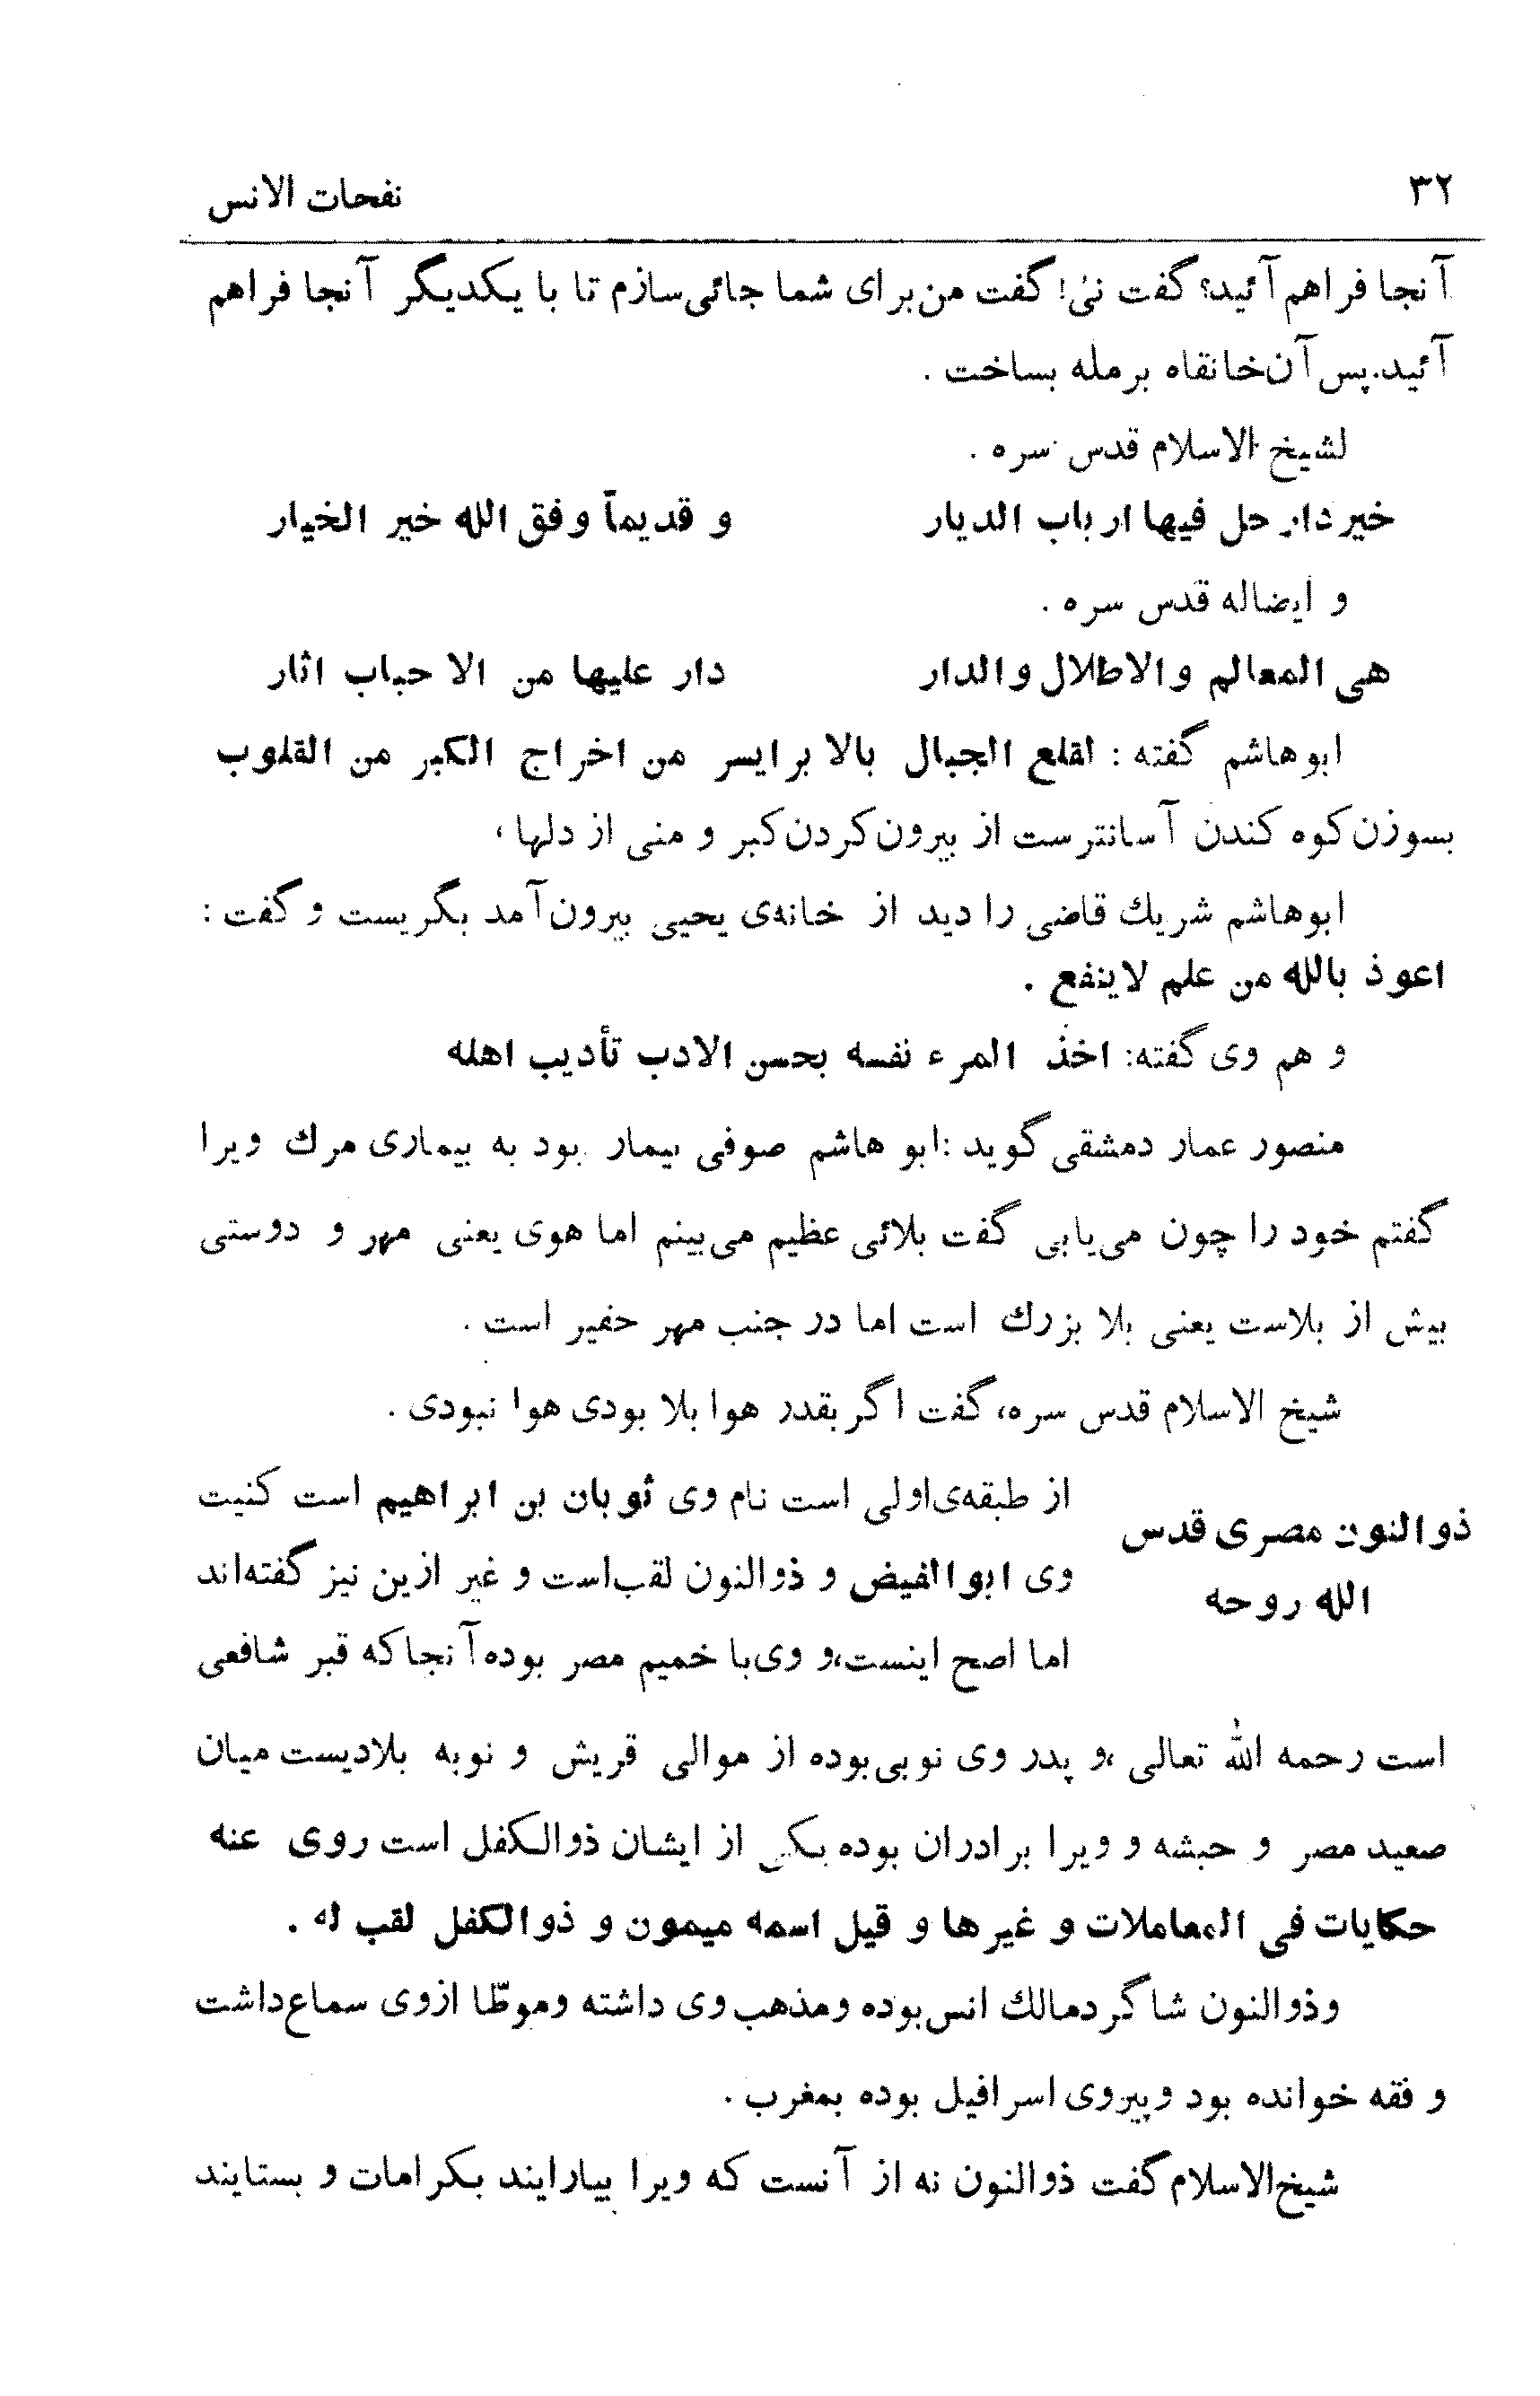 ۳۲
نفحات الانس
آنجا فراهم آئید؟ گفت نی! گفت من برای شما جائی سازم تا با یکدیگر آنجا فراهم
آئید. پس آن خانقاه برمله بساخت .
لشیخ الاسلام قدس سره .
خیر دار حل فیها ارباب الدیار و قدیماً وفق الله خیر الخیار
و ایضاله قدس سره .
هی المعالم والاطلال والدار دار علیها من الاحباب اثار
ابوهاشم گفته : لقلع الجبال بالابرایسر من اخراج الکبر من القلوب
بسوزن کوه کندن آسانترست از بیرون کردن کبر و منی از دلها ،
ابوهاشم شریك قاضی را دید از خانه‌ی یحیی بیرون آمد بگریست و گفت :
اعوذ بالله من علم لاینفع .
و هم وی گفته: اخذ المرء نفسه بحسن الادب تأدیب اهله
منصور عمار دمشقی گوید :ابو هاشم صوفی بیمار بود به بیماری مرك ویرا
گفتم خود را چون می‌یابی گفت بلائی عظیم می‌بینم اما هوی یعنی مهر و دوستی
بیش از بلاست یعنی بلا بزرك است اما در جنب مهر حفیر است .
شیخ الاسلام قدس سره، گفت اگر بقدر هوا بلا بودی هوا نبودی .
ذوالنون مصری قدس
الله روحه
از طبقه‌ی اولی است نام وی ثوبان بن ابراهیم است کنیت
وی ابوالفیض و ذوالنون لقب است و غیر ازین نیز گفته‌اند
اما اصح اینست، و وی با خمیم مصر بوده آنجا که قبر شافعی
است رحمه الله تعالی ،و پدر وی نوبی بوده از موالی قریش و نوبه بلادیست میان
صعید مصر و حبشه و ویرا برادران بوده یکی از ایشان ذوالکفل است روی عنه
حکایات فی المعاملات و غیرها و قیل اسمه میمون و ذوالکفل لقب له .
وذوالنون شاگرد مالك انس بوده ومذهب وی داشته وموطّا ازوی سماع داشت
و فقه خوانده بود وپیروی اسرافیل بوده بمغرب .
شیخ‌الاسلام گفت ذوالنون نه از آنست که ویرا بیارایند بکرامات و بستایند